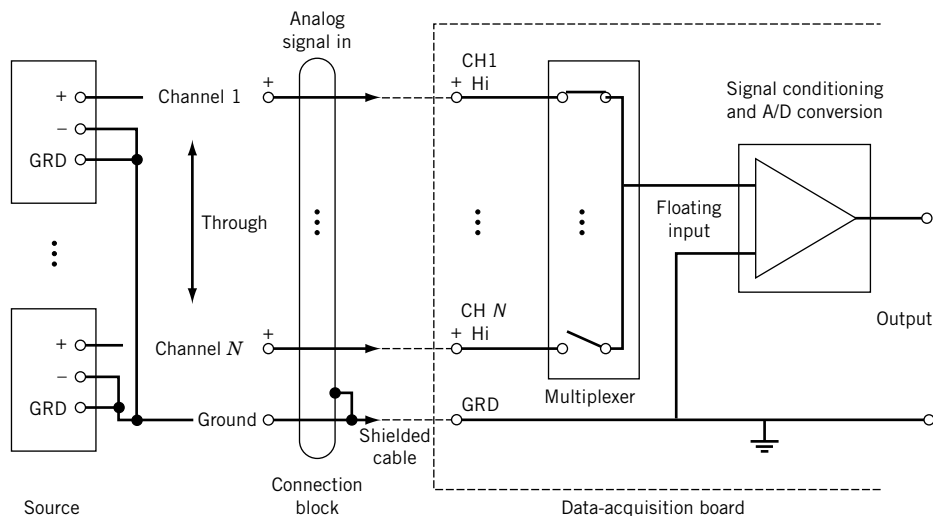 Analog
signal in
CH1
+ Hi
+
Channel 1
+
−
GRD
Signal conditioning
and A/D conversion
Through
Floating
input
CH N
+ Hi
Output
+
Channel N
+
−
GRD
Multiplexer
Ground
GRD
Shielded
cable
Source
Connection
block
Data-acquisition board